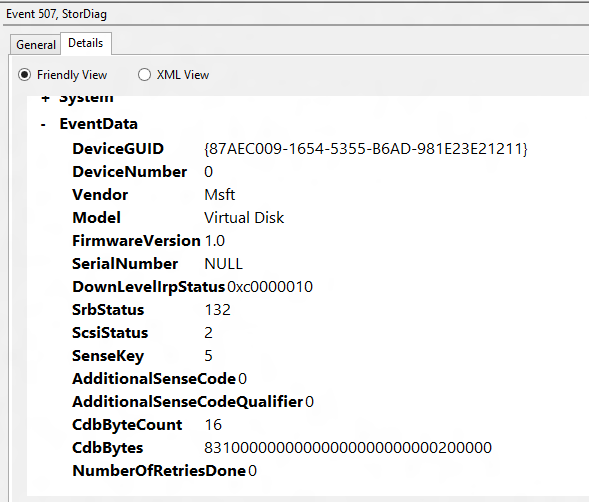 Event 507, StorDiag
General Details
Friendly View XML View
+ System
- EventData
DeviceGUID {87AEC009-1654-5355-B6AD-981E23E21211}
DeviceNumber 0
Vendor Msft
Model Virtual Disk
FirmwareVersion 1.0
SerialNumber NULL
DownLevelIrpStatus 0xc0000010
SrbStatus 132
ScsiStatus 2
SenseKey 5
AdditionalSenseCode 0
AdditionalSenseCodeQualifier 0
CdbByteCount 16
CdbBytes 83100000000000000000000000200000
NumberOfRetriesDone 0